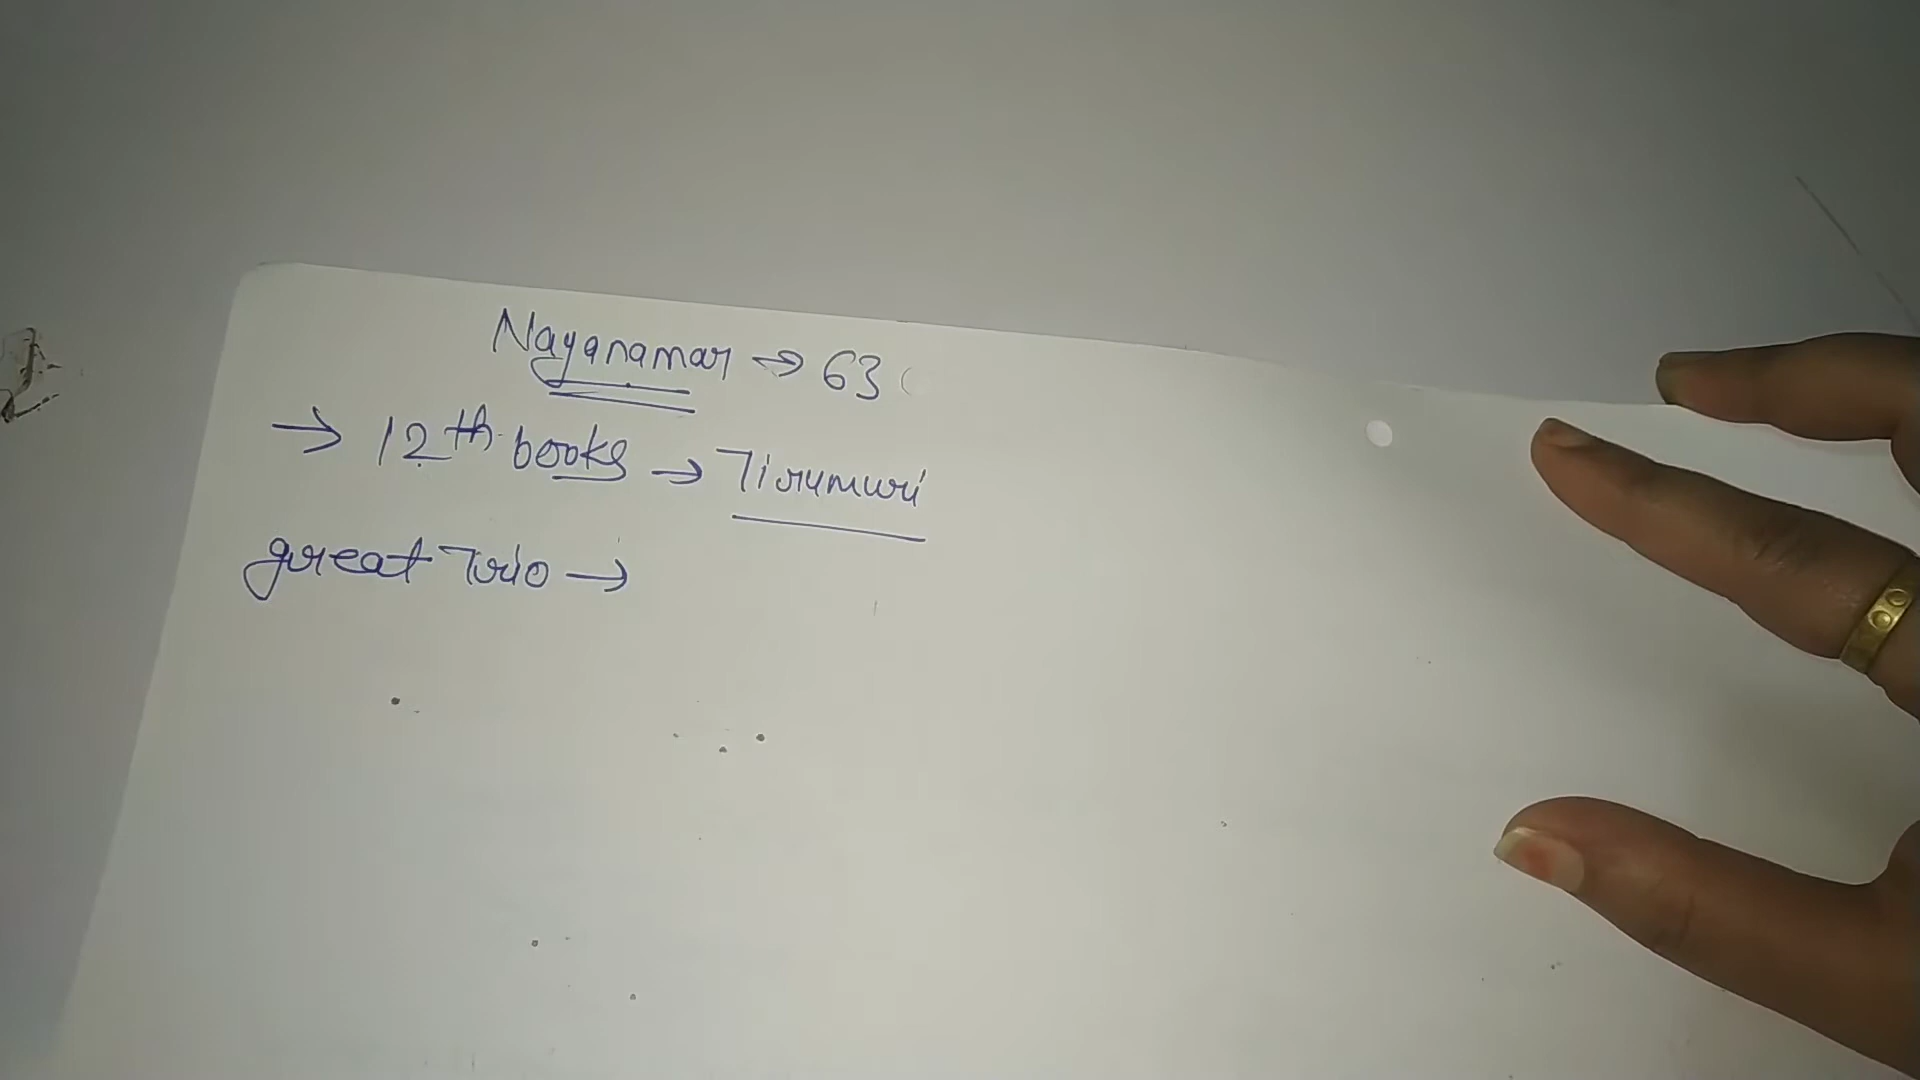 Nayanamar → 63
→ 12th books → Tirumuri
great Trio →